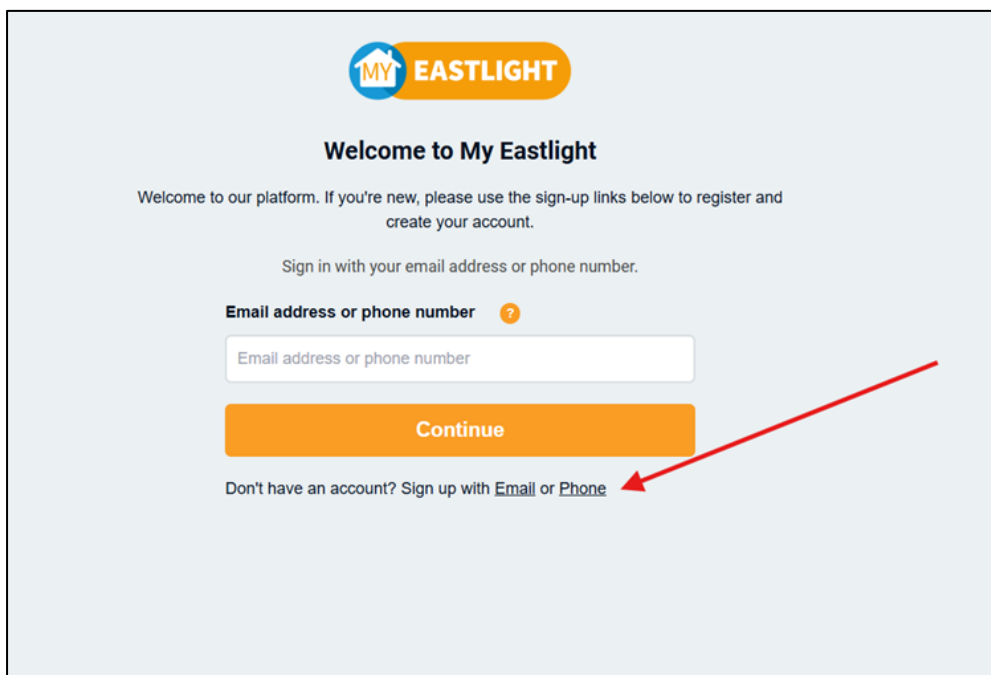 MY EASTLIGHT
Welcome to My Eastlight
Welcome to our platform. If you're new, please use the sign-up links below to register and
create your account.
Sign in with your email address or phone number.
Email address or phone number ?
Email address or phone number
Continue
Don't have an account? Sign up with Email or Phone